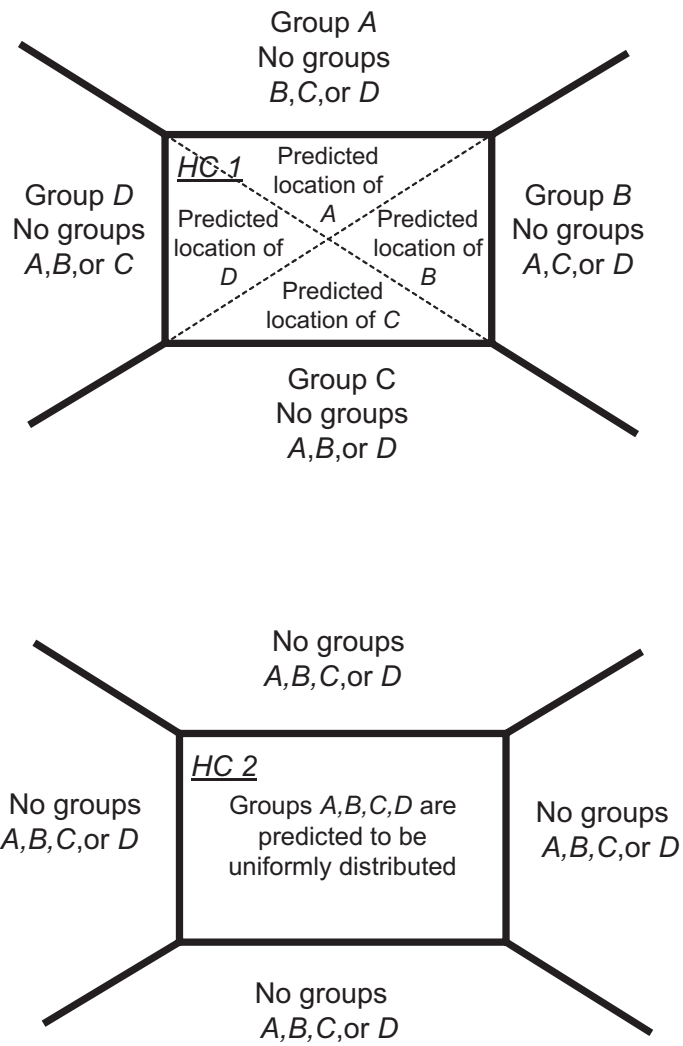 Group A
No groups
B,C,or D
HC 1
Predicted
location of
A
Group D
No groups
A,B,or C
Predicted
location of
D
Predicted
location of
B
Group B
No groups
A,C,or D
Predicted
location of C
Group C
No groups
A,B,or D
No groups
A,B,C,or D
HC 2
No groups
A,B,C,or D
Groups A,B,C,D are
predicted to be
uniformly distributed
No groups
A,B,C,or D
No groups
A,B,C,or D